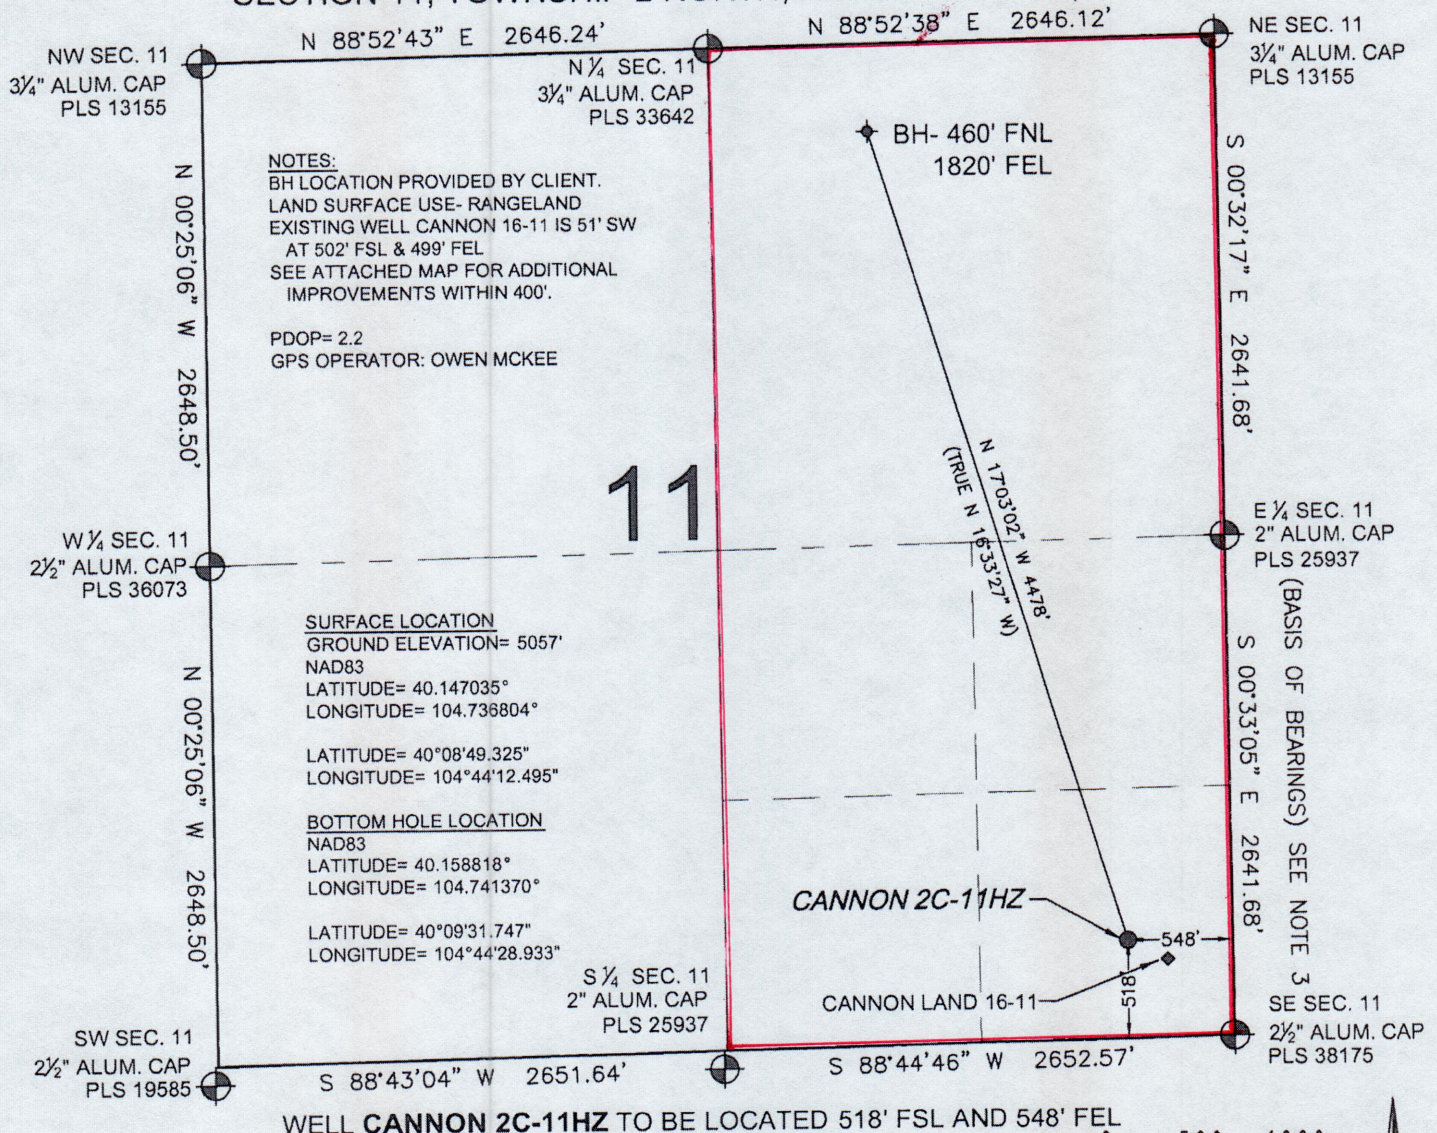 N 88°52'43" E 2646.24'
N 88°52'38" E 2646.12'
NW SEC. 11
3¼" ALUM. CAP
PLS 13155
N ¼ SEC. 11
3¼" ALUM. CAP
PLS 33642
NE SEC. 11
3¼" ALUM. CAP
PLS 13155
BH- 460' FNL
1820' FEL
NOTES:
BH LOCATION PROVIDED BY CLIENT.
LAND SURFACE USE- RANGELAND
EXISTING WELL CANNON 16-11 IS 51' SW
AT 502' FSL & 499' FEL
SEE ATTACHED MAP FOR ADDITIONAL
IMPROVEMENTS WITHIN 400'.
PDOP= 2.2
GPS OPERATOR: OWEN MCKEE
N 00°25'06" W 2648.50'
S 00°32'17" E 2641.68'
11
N 17°03'02" W 4478'
(TRUE N 16°33'27" W)
W ¼ SEC. 11
2½" ALUM. CAP
PLS 36073
E ¼ SEC. 11
2" ALUM. CAP
PLS 25937
SURFACE LOCATION
GROUND ELEVATION= 5057'
NAD83
LATITUDE= 40.147035°
LONGITUDE= 104.736804°
LATITUDE= 40°08'49.325"
LONGITUDE= 104°44'12.495"
BOTTOM HOLE LOCATION
NAD83
LATITUDE= 40.158818°
LONGITUDE= 104.741370°
LATITUDE= 40°09'31.747"
LONGITUDE= 104°44'28.933"
N 00°25'06" W 2648.50'
S 00°33'05" E 2641.68'
(BASIS OF BEARINGS) SEE NOTE 3
CANNON 2C-11HZ
548'
518'
CANNON LAND 16-11
S ¼ SEC. 11
2" ALUM. CAP
PLS 25937
SW SEC. 11
2½" ALUM. CAP
PLS 19585
SE SEC. 11
2½" ALUM. CAP
PLS 38175
S 88°43'04" W 2651.64'
S 88°44'46" W 2652.57'
WELL CANNON 2C-11HZ TO BE LOCATED 518' FSL AND 548' FEL